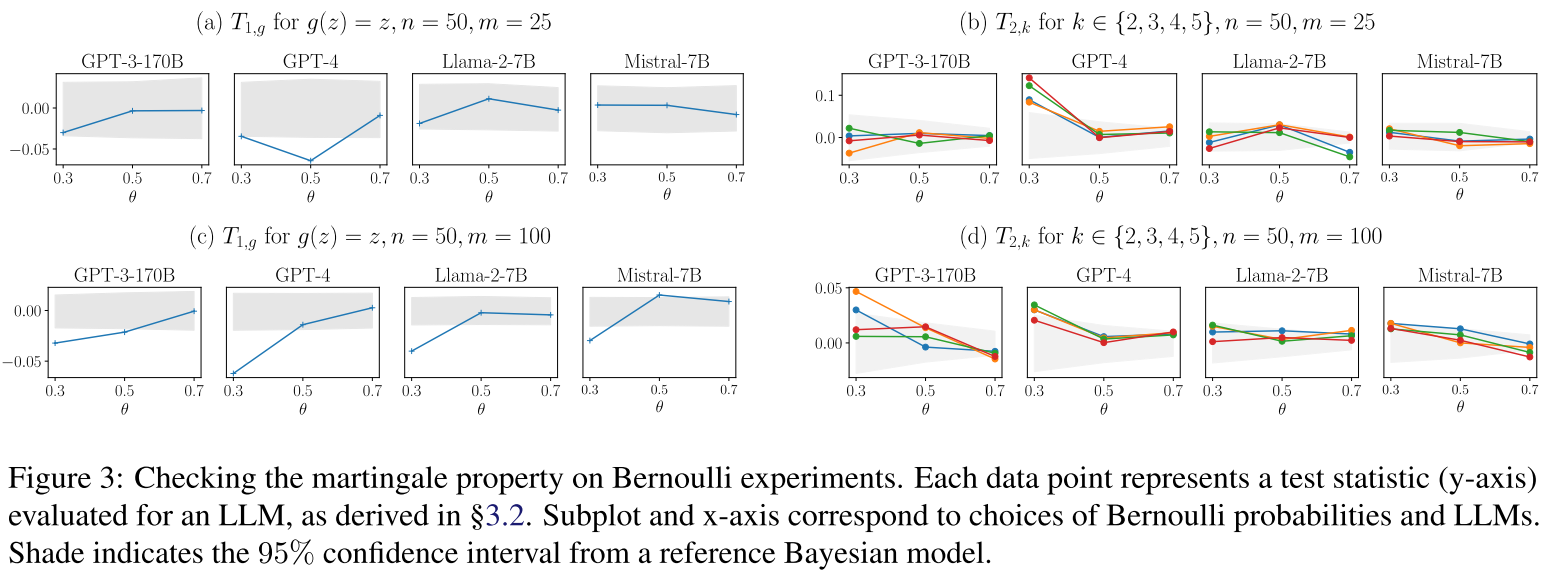 (a) T_{1,g} for g(z) = z, n = 50, m = 25
GPT-3-170B GPT-4 Llama-2-7B Mistral-7B
0.00
−0.05
0.3 0.5 0.7 0.3 0.5 0.7 0.3 0.5 0.7 0.3 0.5 0.7
θ θ θ θ
(b) T_{2,k} for k ∈ {2, 3, 4, 5}, n = 50, m = 25
GPT-3-170B GPT-4 Llama-2-7B Mistral-7B
0.1
0.0
0.3 0.5 0.7 0.3 0.5 0.7 0.3 0.5 0.7 0.3 0.5 0.7
θ θ θ θ
(c) T_{1,g} for g(z) = z, n = 50, m = 100
GPT-3-170B GPT-4 Llama-2-7B Mistral-7B
0.00
−0.05
0.3 0.5 0.7 0.3 0.5 0.7 0.3 0.5 0.7 0.3 0.5 0.7
θ θ θ θ
(d) T_{2,k} for k ∈ {2, 3, 4, 5}, n = 50, m = 100
GPT-3-170B GPT-4 Llama-2-7B Mistral-7B
0.05
0.00
0.3 0.5 0.7 0.3 0.5 0.7 0.3 0.5 0.7 0.3 0.5 0.7
θ θ θ θ
Figure 3: Checking the martingale property on Bernoulli experiments. Each data point represents a test statistic (y-axis)
evaluated for an LLM, as derived in §3.2. Subplot and x-axis correspond to choices of Bernoulli probabilities and LLMs.
Shade indicates the 95% confidence interval from a reference Bayesian model.